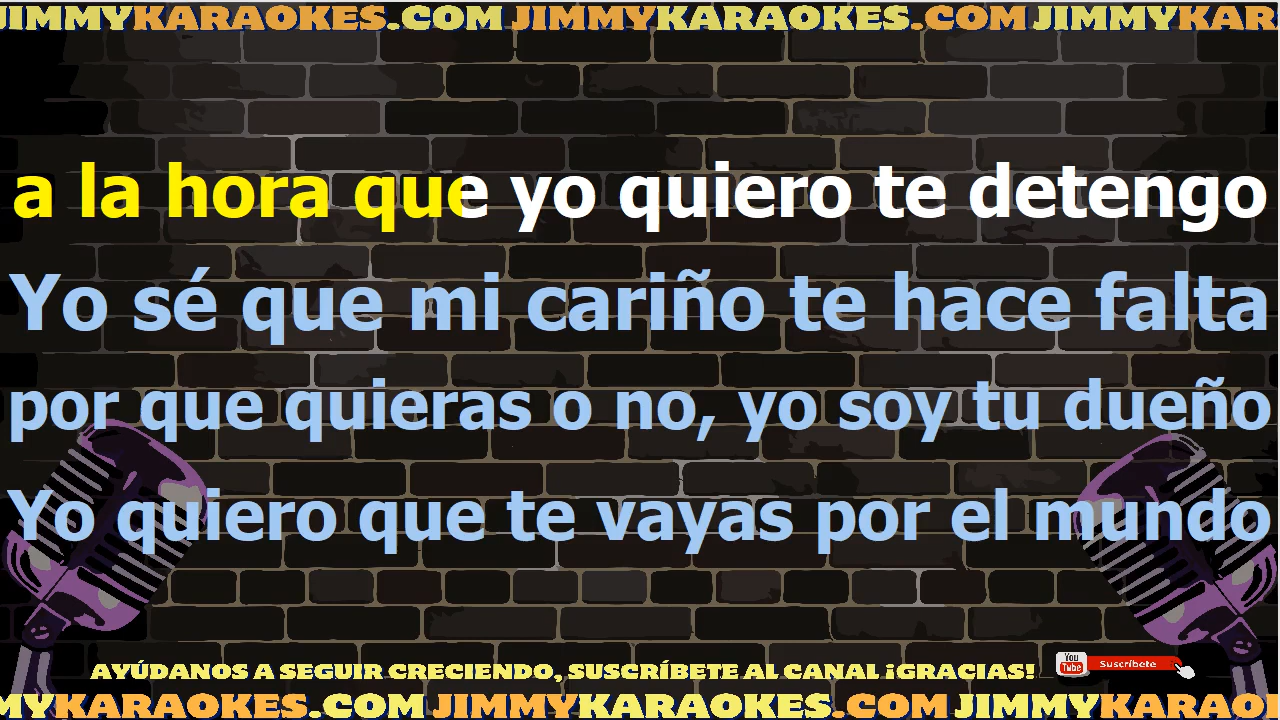 JIMMYKARAOKES.COM JIMMYKARAOKES.COM JIMMYKAR
a la hora que yo quiero te detengo
Yo sé que mi cariño te hace falta
por que quieras o no, yo soy tu dueño
Yo quiero que te vayas por el mundo
AYÚDANOS A SEGUIR CRECIENDO, SUSCRÍBETE AL CANAL ¡GRACIAS!
You Tube Suscríbete
MYKARAOKES.COM JIMMYKARAOKES.COM JIMMYKARAOK